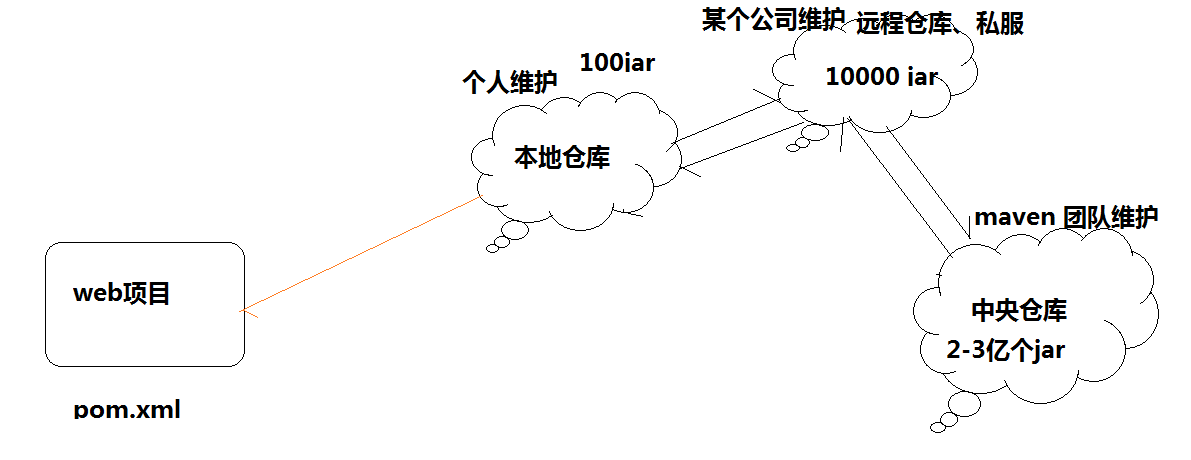 某个公司维护 远程仓库、私服
10000 jar
100jar
个人维护
本地仓库
maven 团队维护
中央仓库
2-3亿个jar
web项目
pom.xml